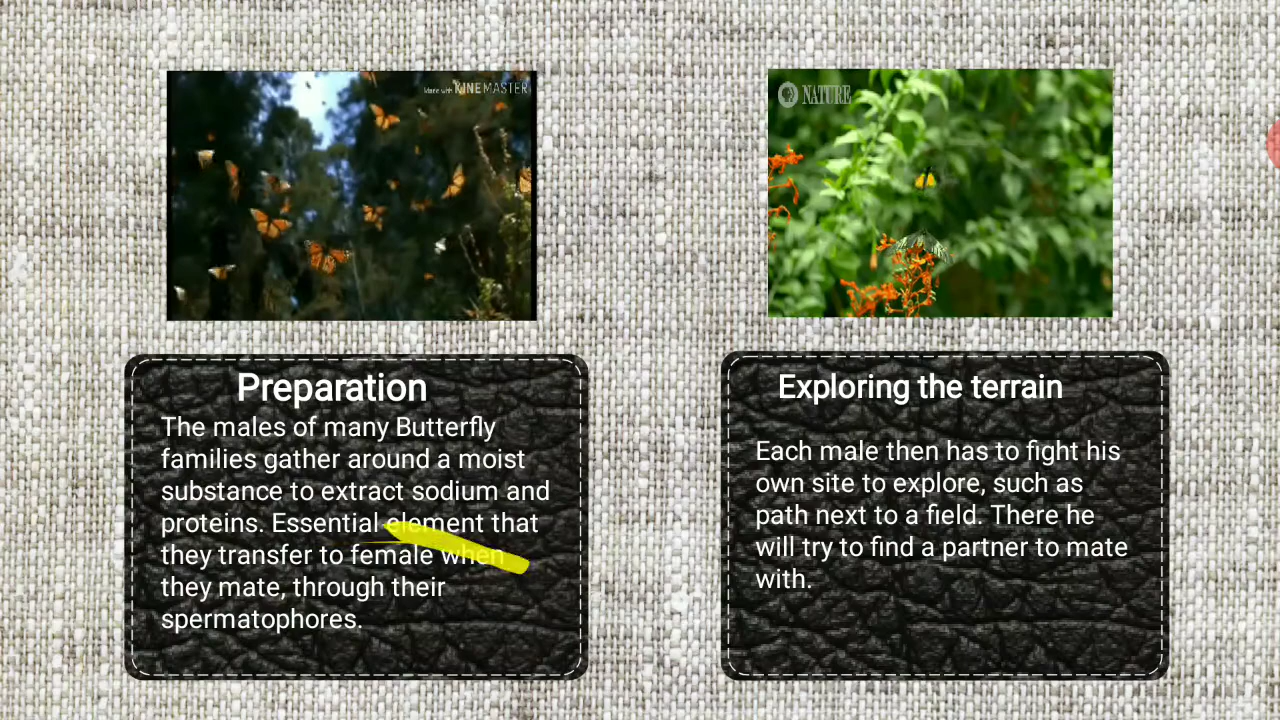 Made with KINEMASTER
NATURE
Preparation
The males of many Butterfly
families gather around a moist
substance to extract sodium and
proteins. Essential element that
they transfer to female when
they mate, through their
spermatophores.
Exploring the terrain
Each male then has to fight his
own site to explore, such as
path next to a field. There he
will try to find a partner to mate
with.